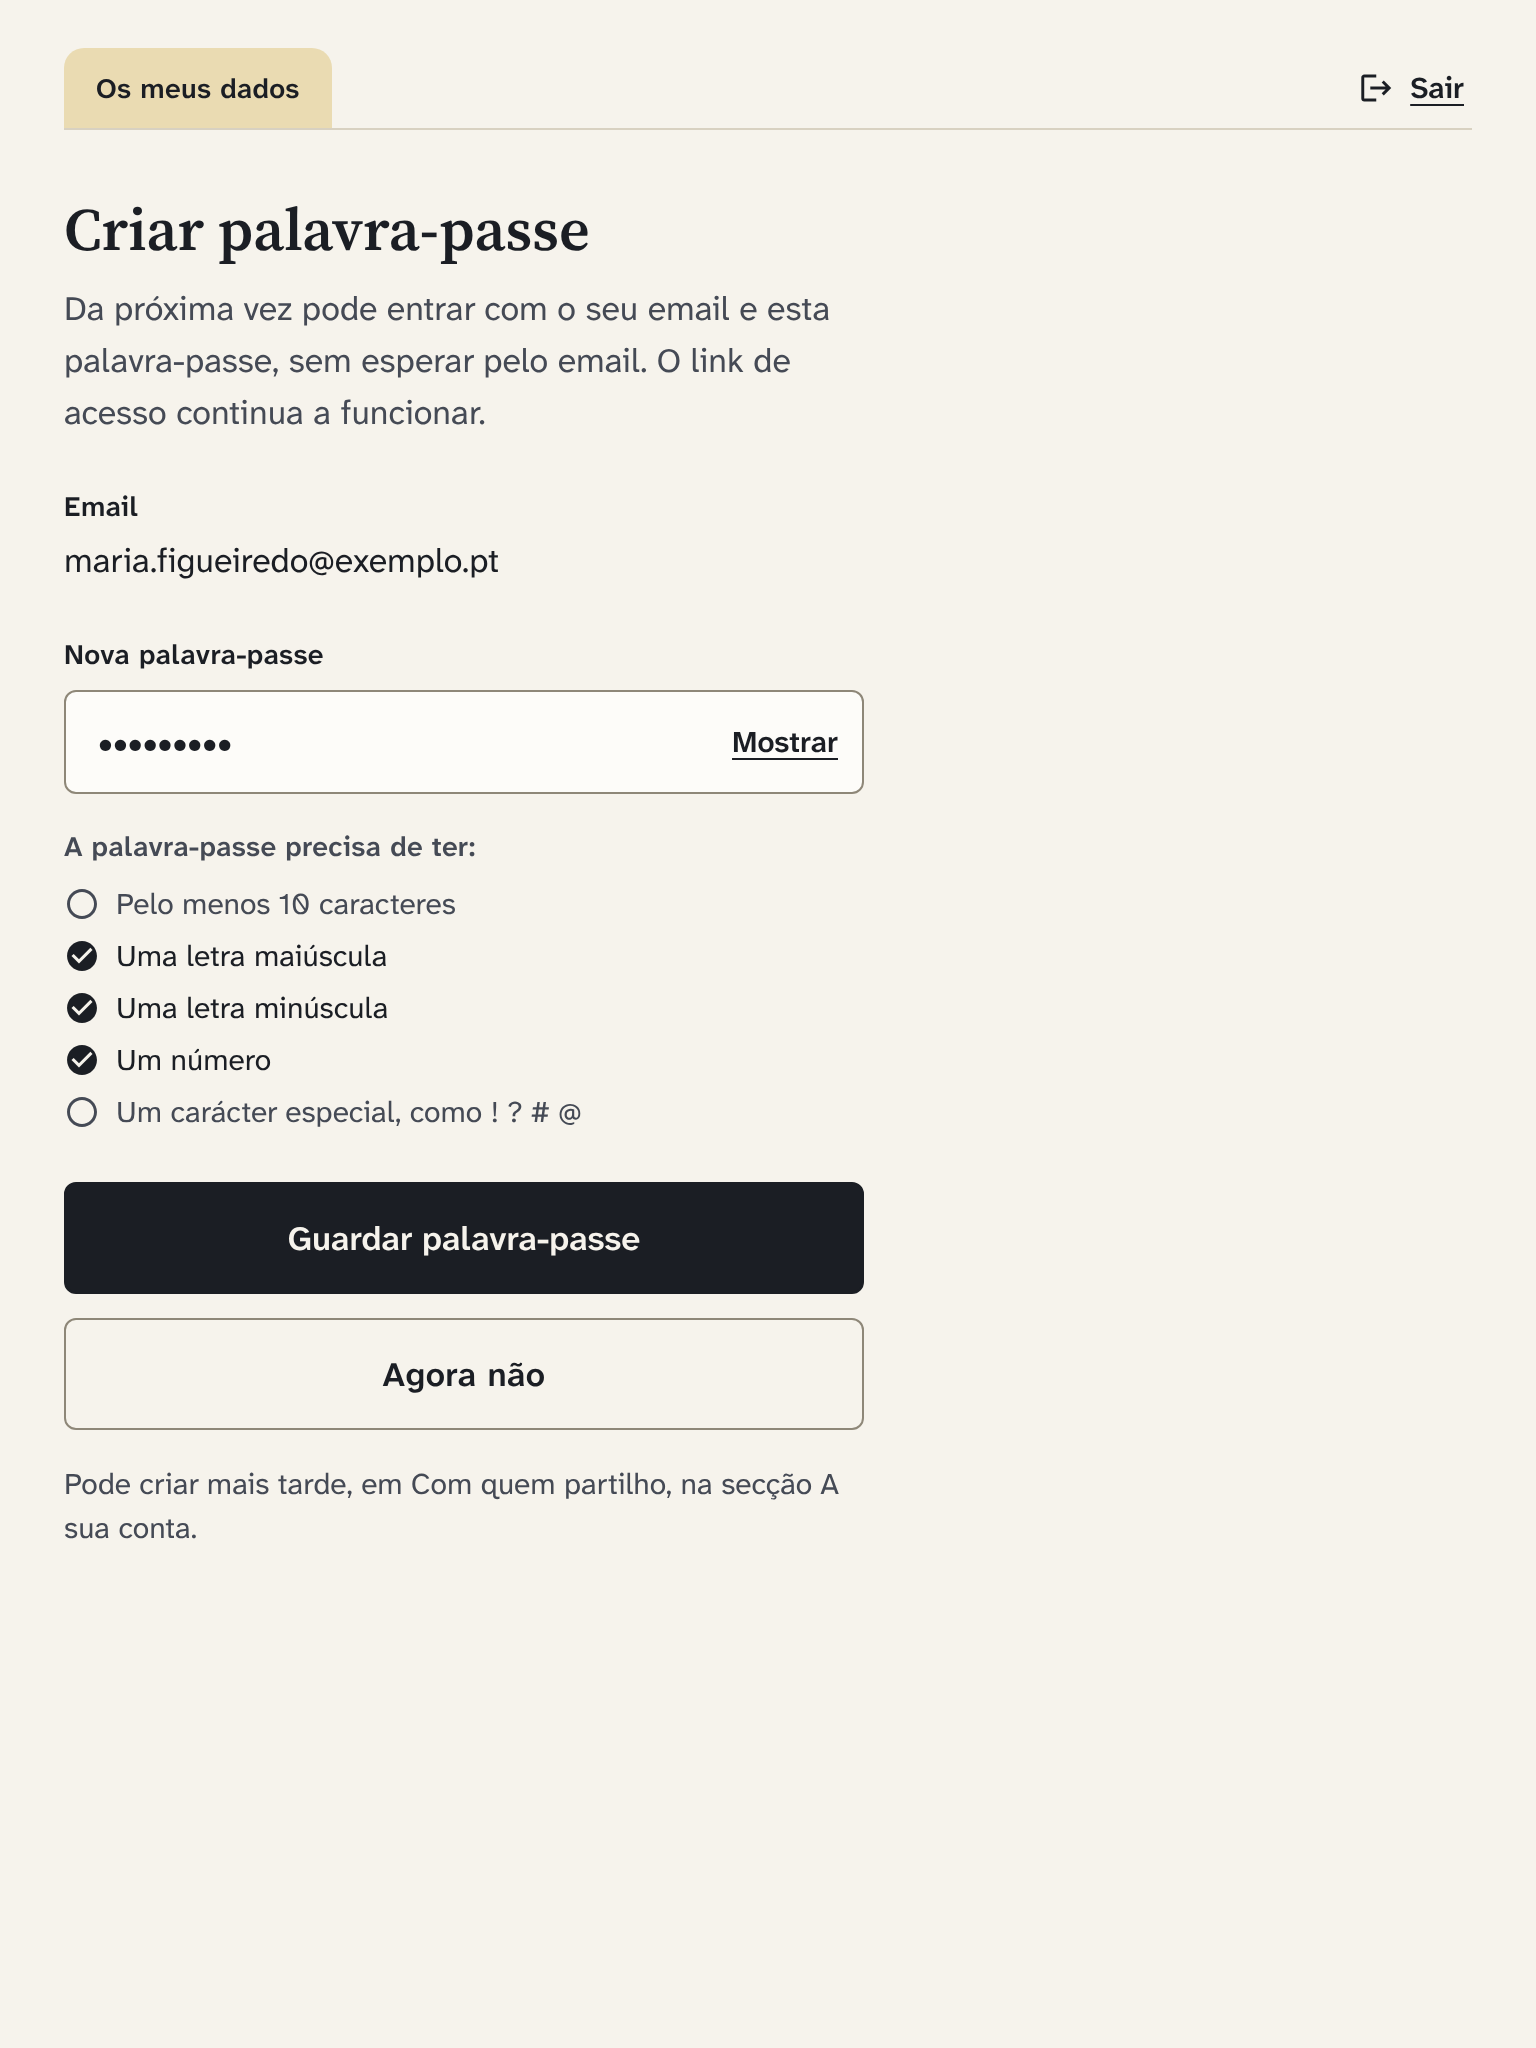 Os meus dados
Sair
Criar palavra-passe
Da próxima vez pode entrar com o seu email e esta
palavra-passe, sem esperar pelo email. O link de
acesso continua a funcionar.
Email
maria.figueiredo@exemplo.pt
Nova palavra-passe
•••••••••
Mostrar
A palavra-passe precisa de ter:
Pelo menos 10 caracteres
Uma letra maiúscula
Uma letra minúscula
Um número
Um carácter especial, como ! ? # @
Guardar palavra-passe
Agora não
Pode criar mais tarde, em Com quem partilho, na secção A
sua conta.